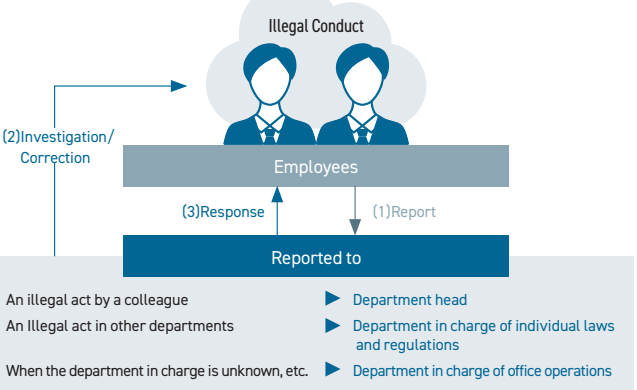 Illegal Conduct
(2)Investigation/
Correction
Employees
(3)Response
(1)Report
Reported to
An illegal act by a colleague
Department head
An Illegal act in other departments
Department in charge of individual laws
and regulations
When the department in charge is unknown, etc.
Department in charge of office operations